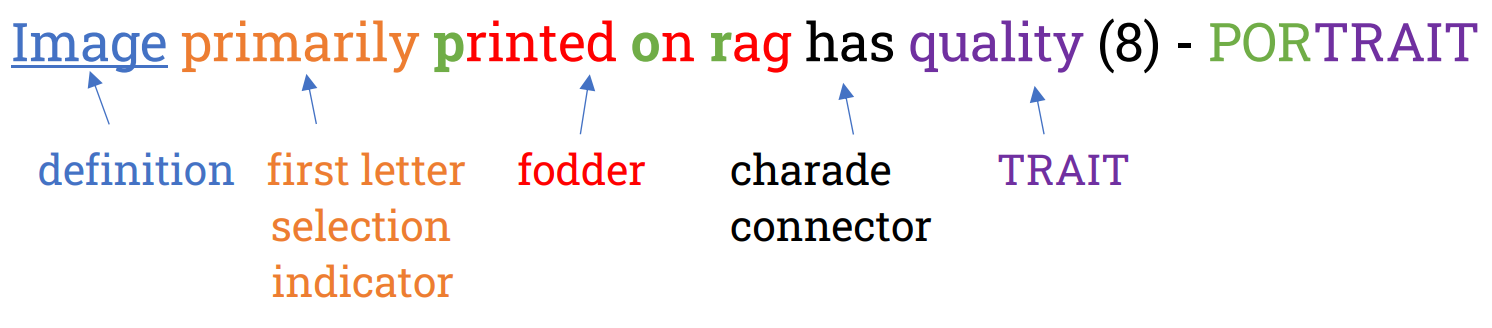 Image primarily printed on rag has quality (8) - PORTRAIT
definition first letter fodder charade TRAIT
selection connector
indicator